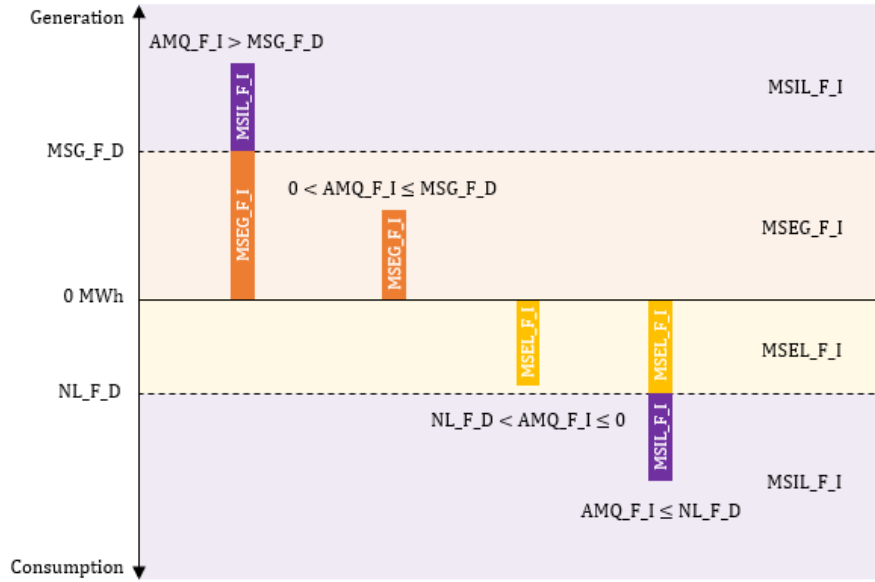 Generation
AMQ_F_I > MSG_F_D
MSIL_F_I
MSIL_F_I
MSG_F_D
MSEG_F_I
0 < AMQ_F_I ≤ MSG_F_D
MSEG_F_I
MSEG_F_I
0 MWh
MSEL_F_I
MSEL_F_I
MSEL_F_I
NL_F_D
NL_F_D < AMQ_F_I ≤ 0
MSIL_F_I
MSIL_F_I
AMQ_F_I ≤ NL_F_D
Consumption